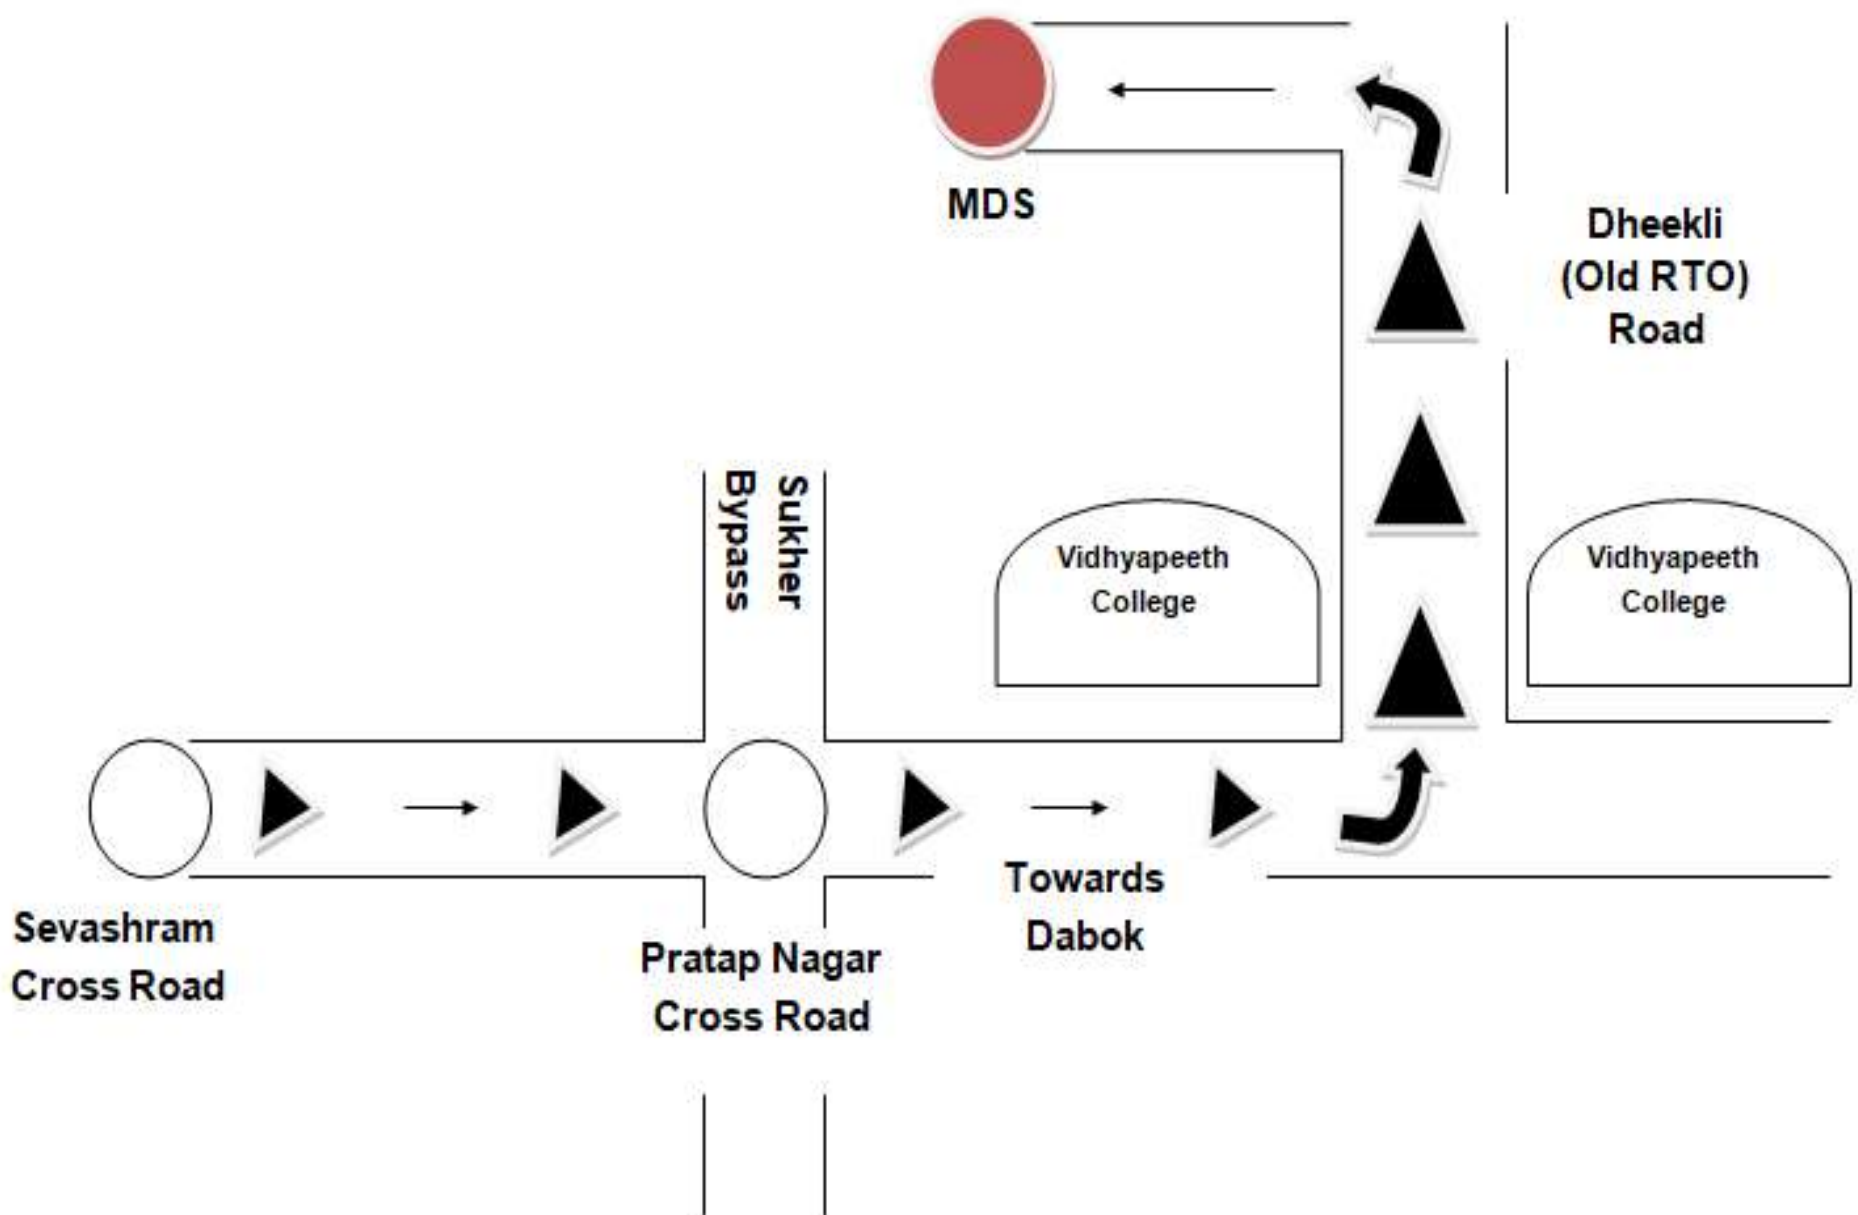 MDS
Dheekli
(Old RTO)
Road
Sukher
Bypass
Vidhyapeeth
College
Vidhyapeeth
College
Sevashram
Cross Road
Pratap Nagar
Cross Road
Towards
Dabok